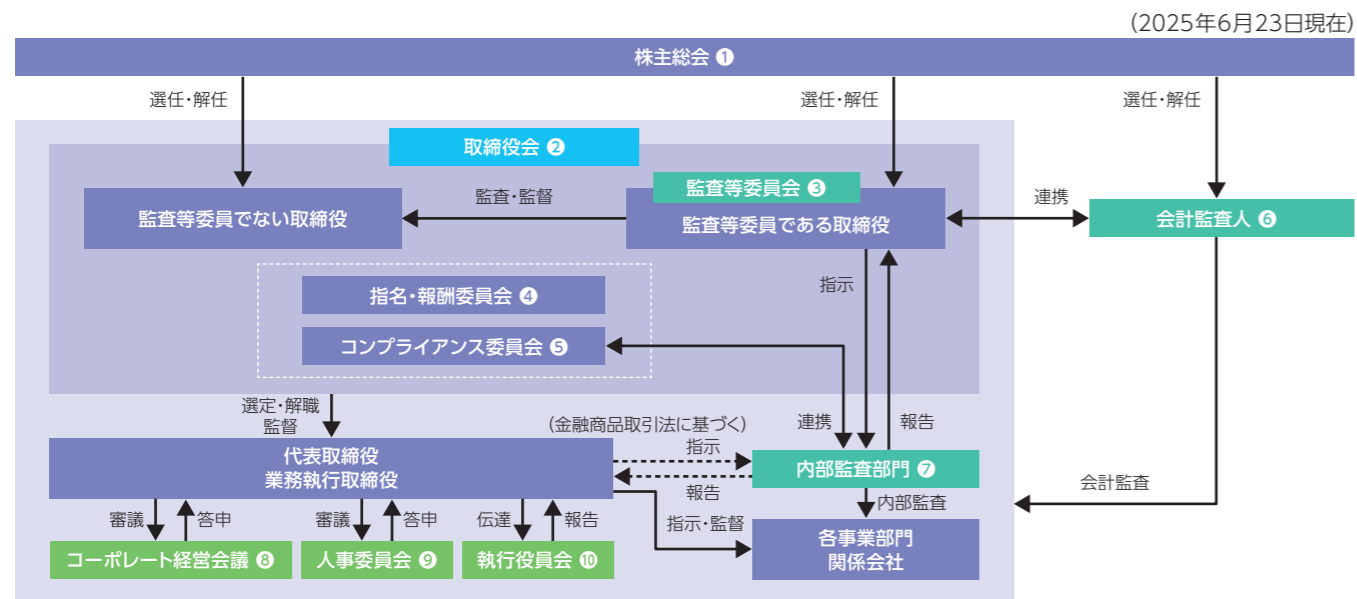 (2025年6月23日現在)
株主総会 ❶
選任・解任
選任・解任
選任・解任
取締役会 ❷
監査等委員会 ❸
監査等委員でない取締役
監査・監督
監査等委員である取締役
連携
会計監査人 ❻
指名・報酬委員会 ❹
指示
コンプライアンス委員会 ❺
選定・解職
監督
(金融商品取引法に基づく)
指示
連携
報告
代表取締役
業務執行取締役
内部監査部門 ❼
報告
会計監査
審議
答申
審議
答申
伝達
報告
指示・監督
内部監査
コーポレート経営会議 ❽
人事委員会 ❾
執行役員会 ❿
各事業部門
関係会社